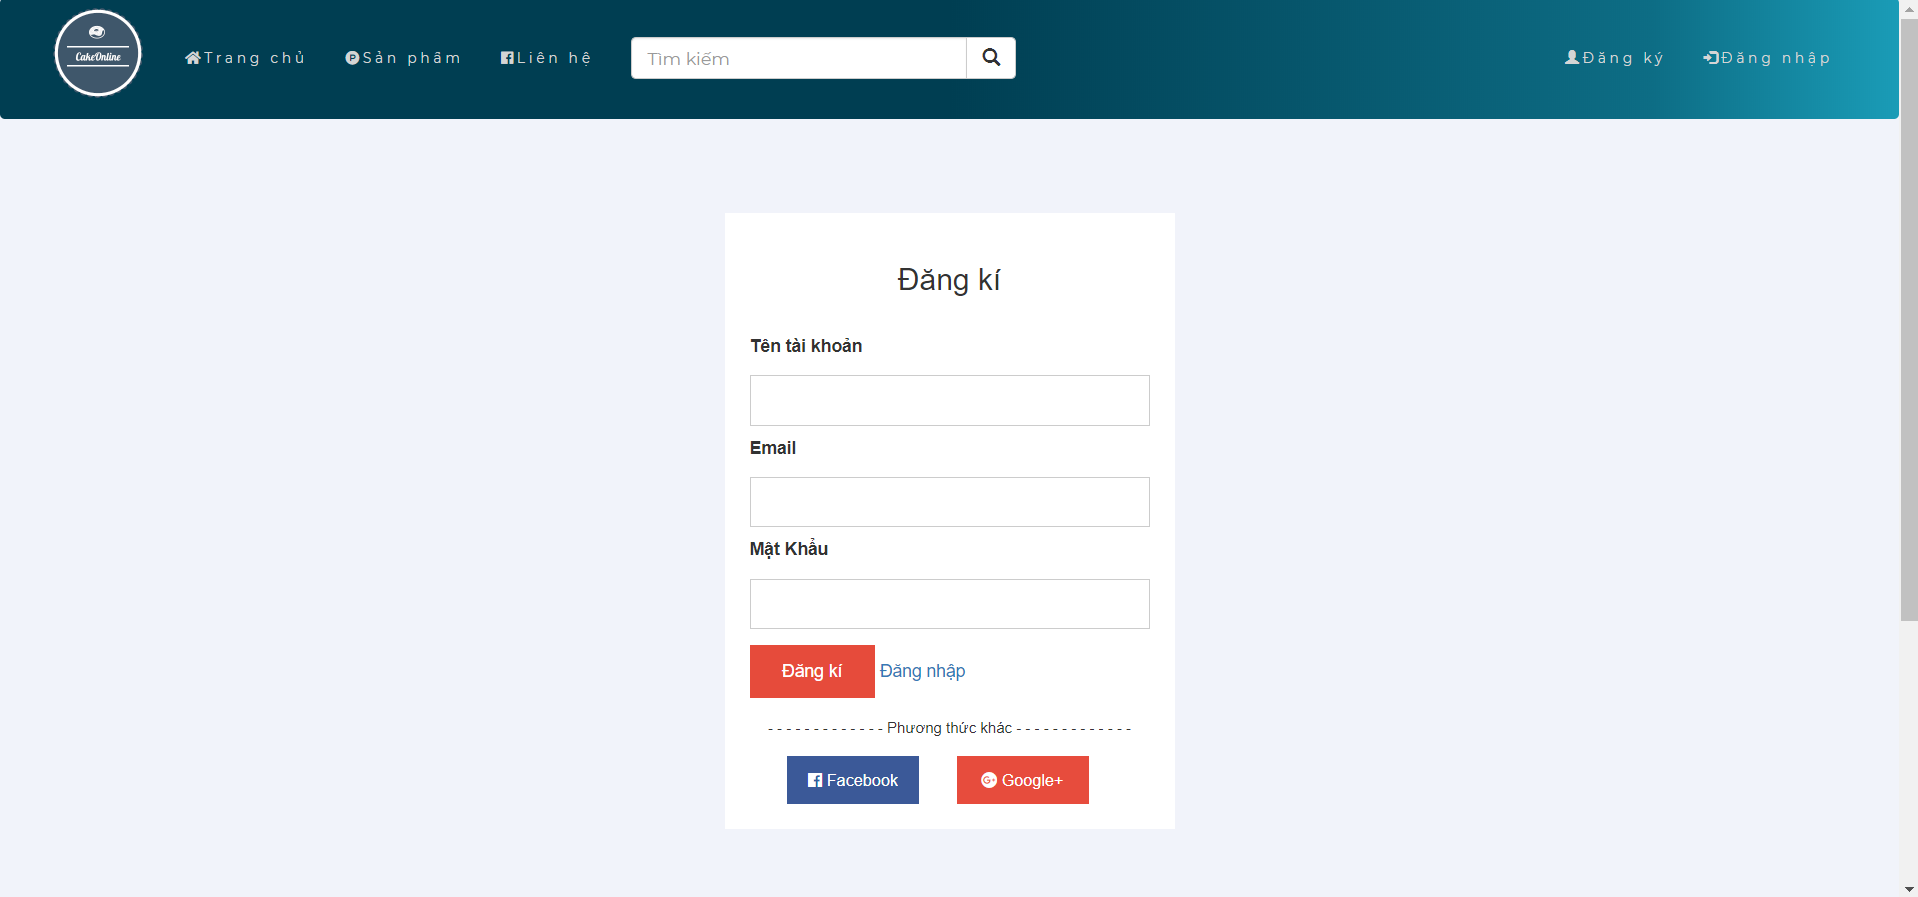 CakeOnline
Trang chủ
Sản phẩm
Liên hệ
Tìm kiếm
Đăng ký
Đăng nhập
Đăng kí
Tên tài khoản
Email
Mật Khẩu
Đăng kí Đăng nhập
- - - - - - - - - - - - - Phương thức khác - - - - - - - - - - - - -
Facebook
Google+